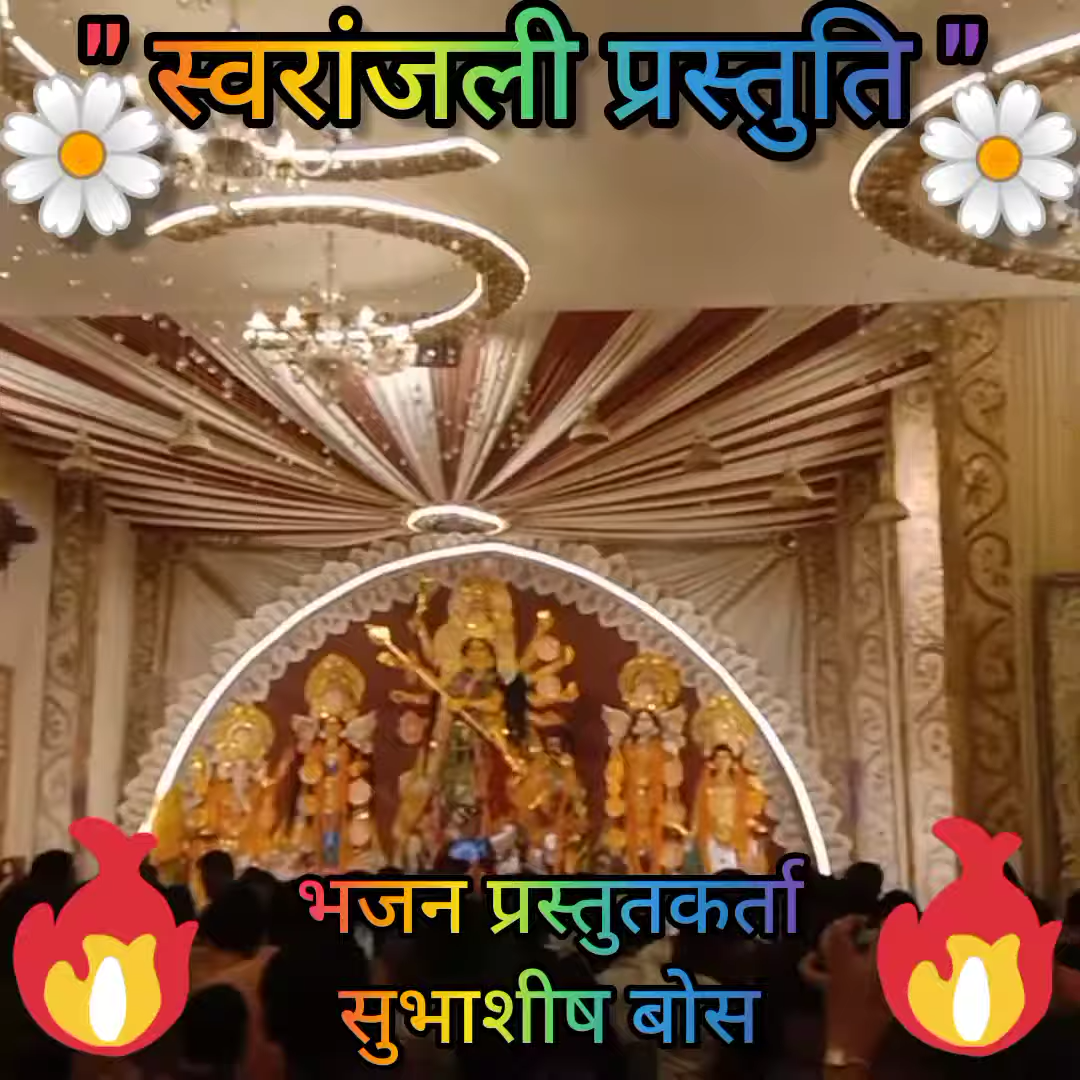 " स्वरांजली प्रस्तुति "
भजन प्रस्तुतकर्ता
सुभाशीष बोस